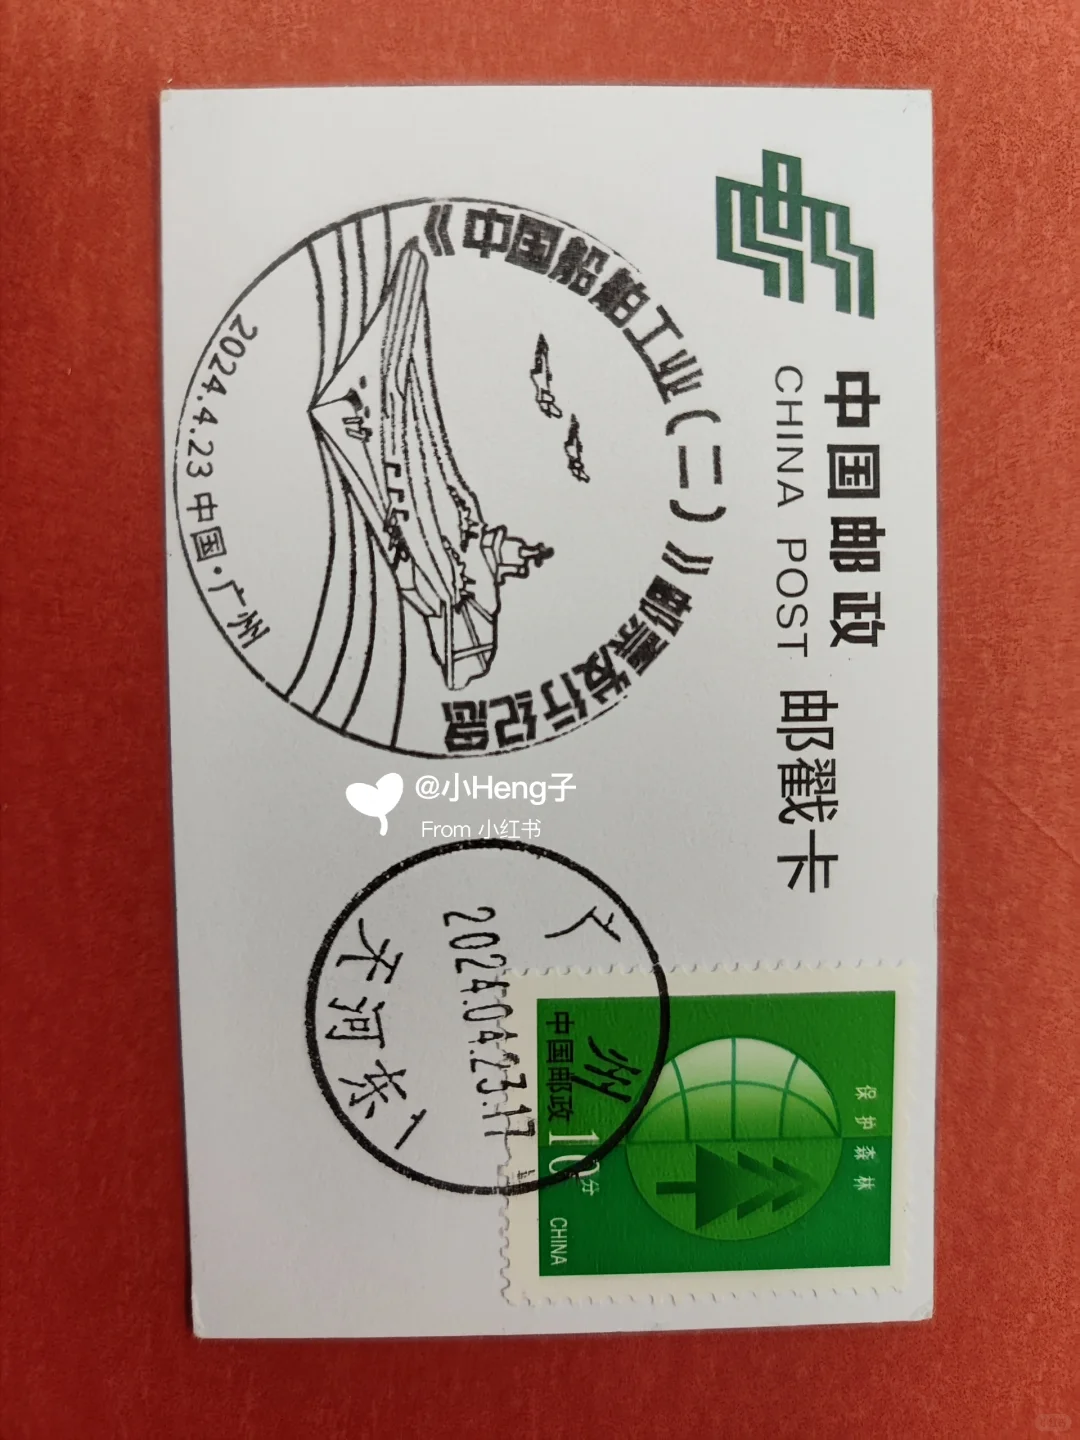 中国邮政
CHINA POST 邮戳卡
《中国船舶工业(二)》邮票发行纪念
2024.4.23 中国·广州
@小Heng子
From 小红书
广州
2024.04.23.17
天河东
保护森林
中国邮政
10分
CHINA